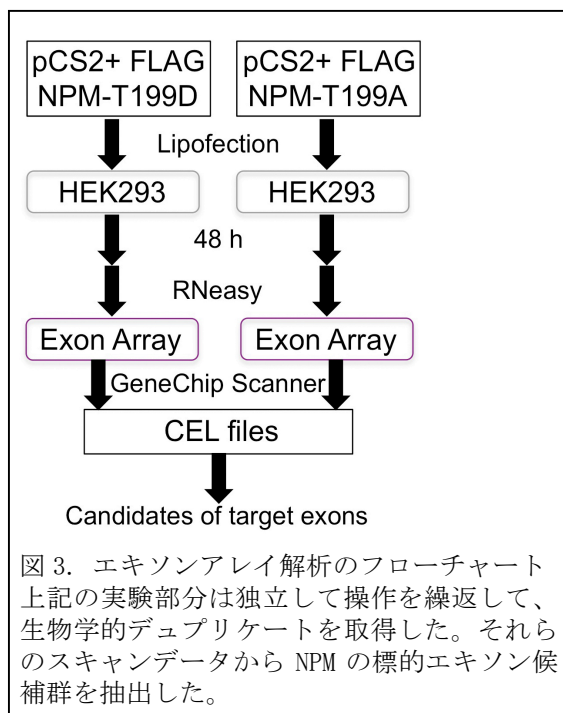 pCS2+ FLAG pCS2+ FLAG
NPM-T199D NPM-T199A
Lipofection
HEK293 HEK293
48 h
RNeasy
Exon Array Exon Array
GeneChip Scanner
CEL files
Candidates of target exons
図 3. エキソンアレイ解析のフローチャート
上記の実験部分は独立して操作を繰返して、
生物学的デュプリケートを取得した。それら
のスキャンデータから NPM の標的エキソン候
補群を抽出した。